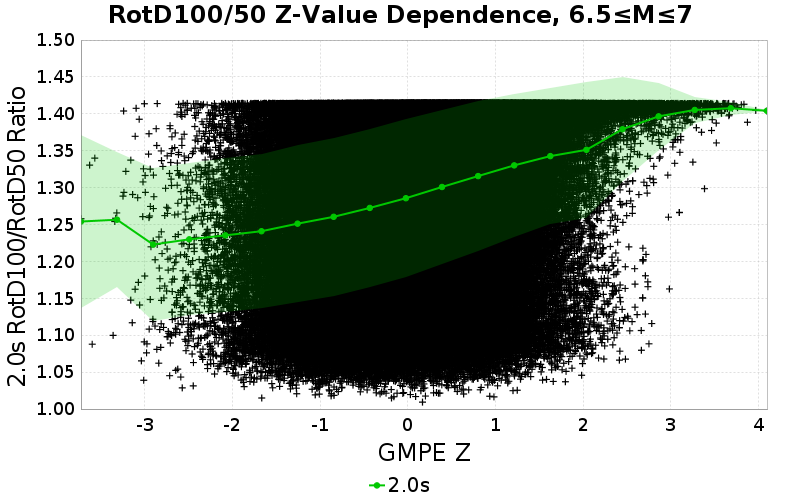 RotD100/50 Z-Value Dependence, 6.5≤M≤7
2.0s RotD100/RotD50 Ratio
1.50
1.45
1.40
1.35
1.30
1.25
1.20
1.15
1.10
1.05
1.00
-3 -2 -1 0 1 2 3 4
GMPE Z
2.0s